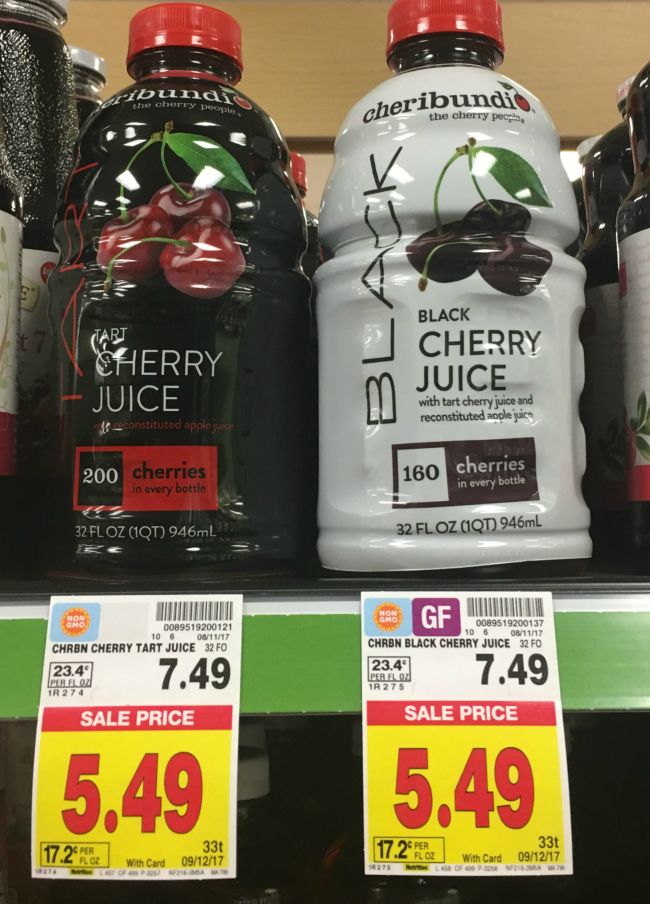 cheribundi
the cherry people
TART
TART
CHERRY
JUICE
reconstituted apple juice
200 cherries
in every bottle
32 FL OZ (1QT) 946mL
cheribundi
the cherry people
BLACK
BLACK
CHERRY
JUICE
with tart cherry juice and
reconstituted apple juice
160 cherries
in every bottle
32 FL OZ (1QT) 946mL
NON
GMO
0089519200121
10 6 08/11/17
CHRBN CHERRY TART JUICE 32 FO
23.4¢
PER FL OZ
1R274
7.49
SALE PRICE
5.49
17.2¢ PER
FL OZ
With Card
33t
09/12/17
NON
GMO
GF
0089519200137
10 6 08/11/17
CHRBN BLACK CHERRY JUICE 32 FO
23.4¢
PER FL OZ
1R275
7.49
SALE PRICE
5.49
17.2¢ PER
FL OZ
With Card
33t
09/12/17